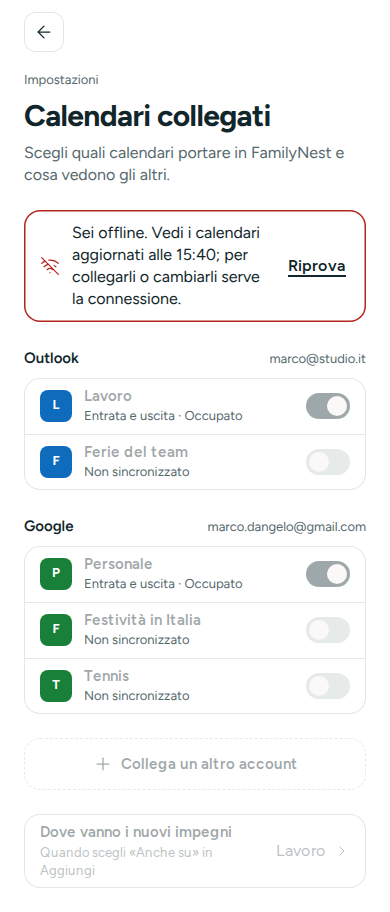 Impostazioni
Calendari collegati
Scegli quali calendari portare in FamilyNest e
cosa vedono gli altri.
Sei offline. Vedi i calendari
aggiornati alle 15:40; per
collegarli o cambiarli serve
la connessione.
Riprova
Outlook
marco@studio.it
L
Lavoro
Entrata e uscita · Occupato
F
Ferie del team
Non sincronizzato
Google
marco.dangelo@gmail.com
P
Personale
Entrata e uscita · Occupato
F
Festività in Italia
Non sincronizzato
T
Tennis
Non sincronizzato
Collega un altro account
Dove vanno i nuovi impegni
Quando scegli «Anche su» in
Aggiungi
Lavoro